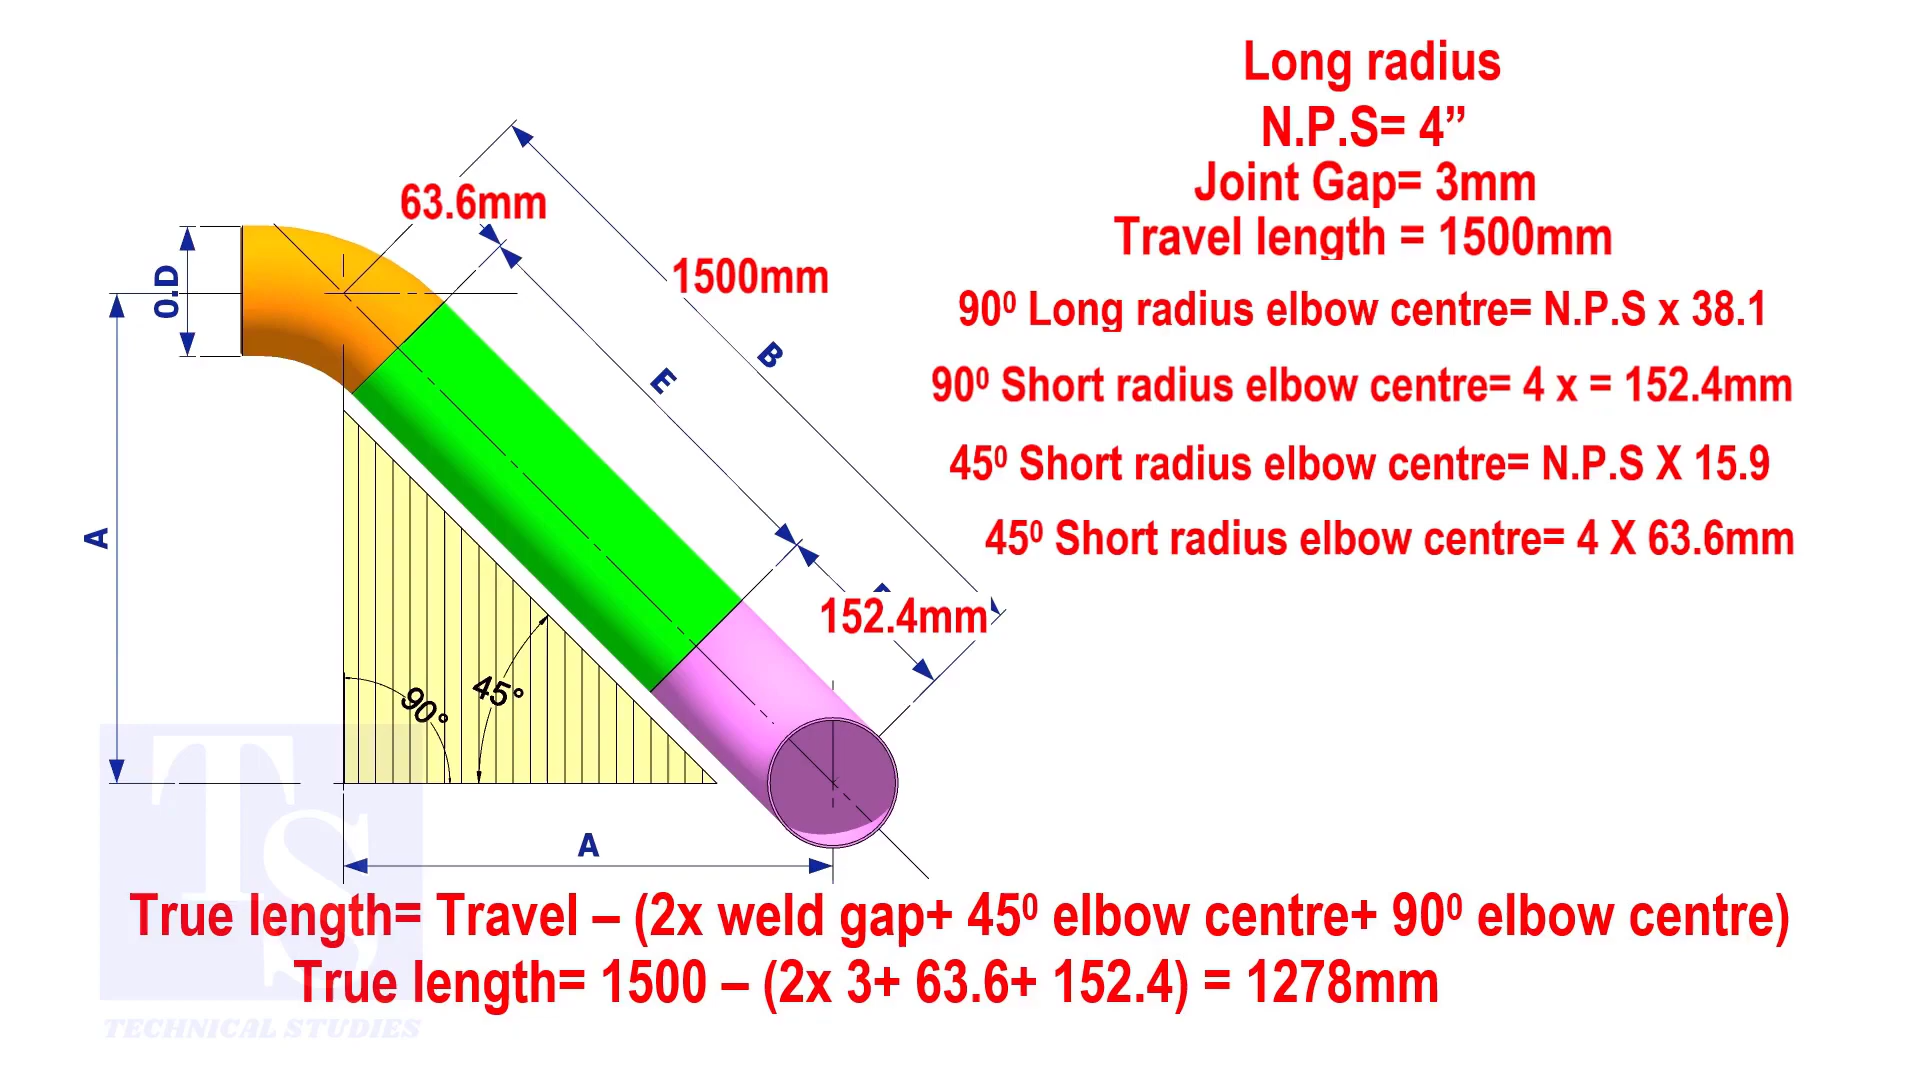 Long radius
N.P.S= 4”
Joint Gap= 3mm
Travel length = 1500mm
90⁰ Long radius elbow centre= N.P.S x 38.1
90⁰ Short radius elbow centre= 4 x = 152.4mm
45⁰ Short radius elbow centre= N.P.S X 15.9
45⁰ Short radius elbow centre= 4 X 63.6mm
63.6mm
1500mm
B
E
O.D
A
152.4mm
90°
45°
A
True length= Travel – (2x weld gap+ 45⁰ elbow centre+ 90⁰ elbow centre)
True length= 1500 – (2x 3+ 63.6+ 152.4) = 1278mm
TS
TECHNICAL STUDIES